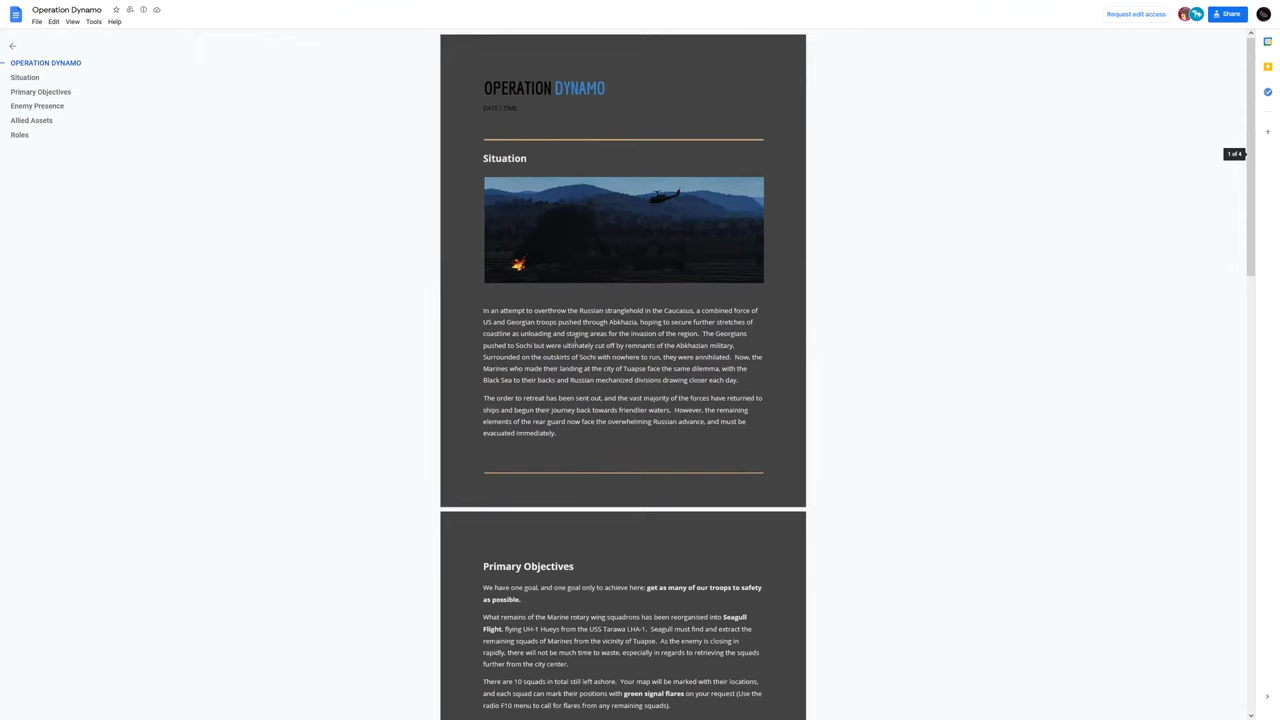 Operation Dynamo
File Edit View Tools Help
Request edit access
Share
OPERATION DYNAMO
Situation
Primary Objectives
Enemy Presence
Allied Assets
Roles
1 of 4
OPERATION DYNAMO
DATE / TIME
Situation
In an attempt to overthrow the Russian stranglehold in the Caucasus, a combined force of
US and Georgian troops pushed through Abkhazia, hoping to secure further stretches of
coastline as unloading and staging areas for the invasion of the region. The Georgians
pushed to Sochi but were ultimately cut off by remnants of the Abkhazian military.
Surrounded on the outskirts of Sochi with nowhere to run, they were annihilated. Now, the
Marines who made their landing at the city of Tuapse face the same dilemma, with the
Black Sea to their backs and Russian mechanized divisions drawing closer each day.
The order to retreat has been sent out, and the vast majority of the forces have returned to
ships and begun their journey back towards friendlier waters. However, the remaining
elements of the rear guard now face the overwhelming Russian advance, and must be
evacuated immediately.
Primary Objectives
We have one goal, and one goal only to achieve here; get as many of our troops to safety
as possible.
What remains of the Marine rotary wing squadrons has been reorganised into Seagull
Flight, flying UH-1 Hueys from the USS Tarawa LHA-1. Seagull must find and extract the
remaining squads of Marines from the vicinity of Tuapse. As the enemy is closing in
rapidly, there will not be much time to waste, especially in regards to retrieving the squads
further from the city center.
There are 10 squads in total still left ashore. Your map will be marked with their locations,
and each squad can mark their positions with green signal flares on your request (Use the
radio F10 menu to call for flares from any remaining squads).